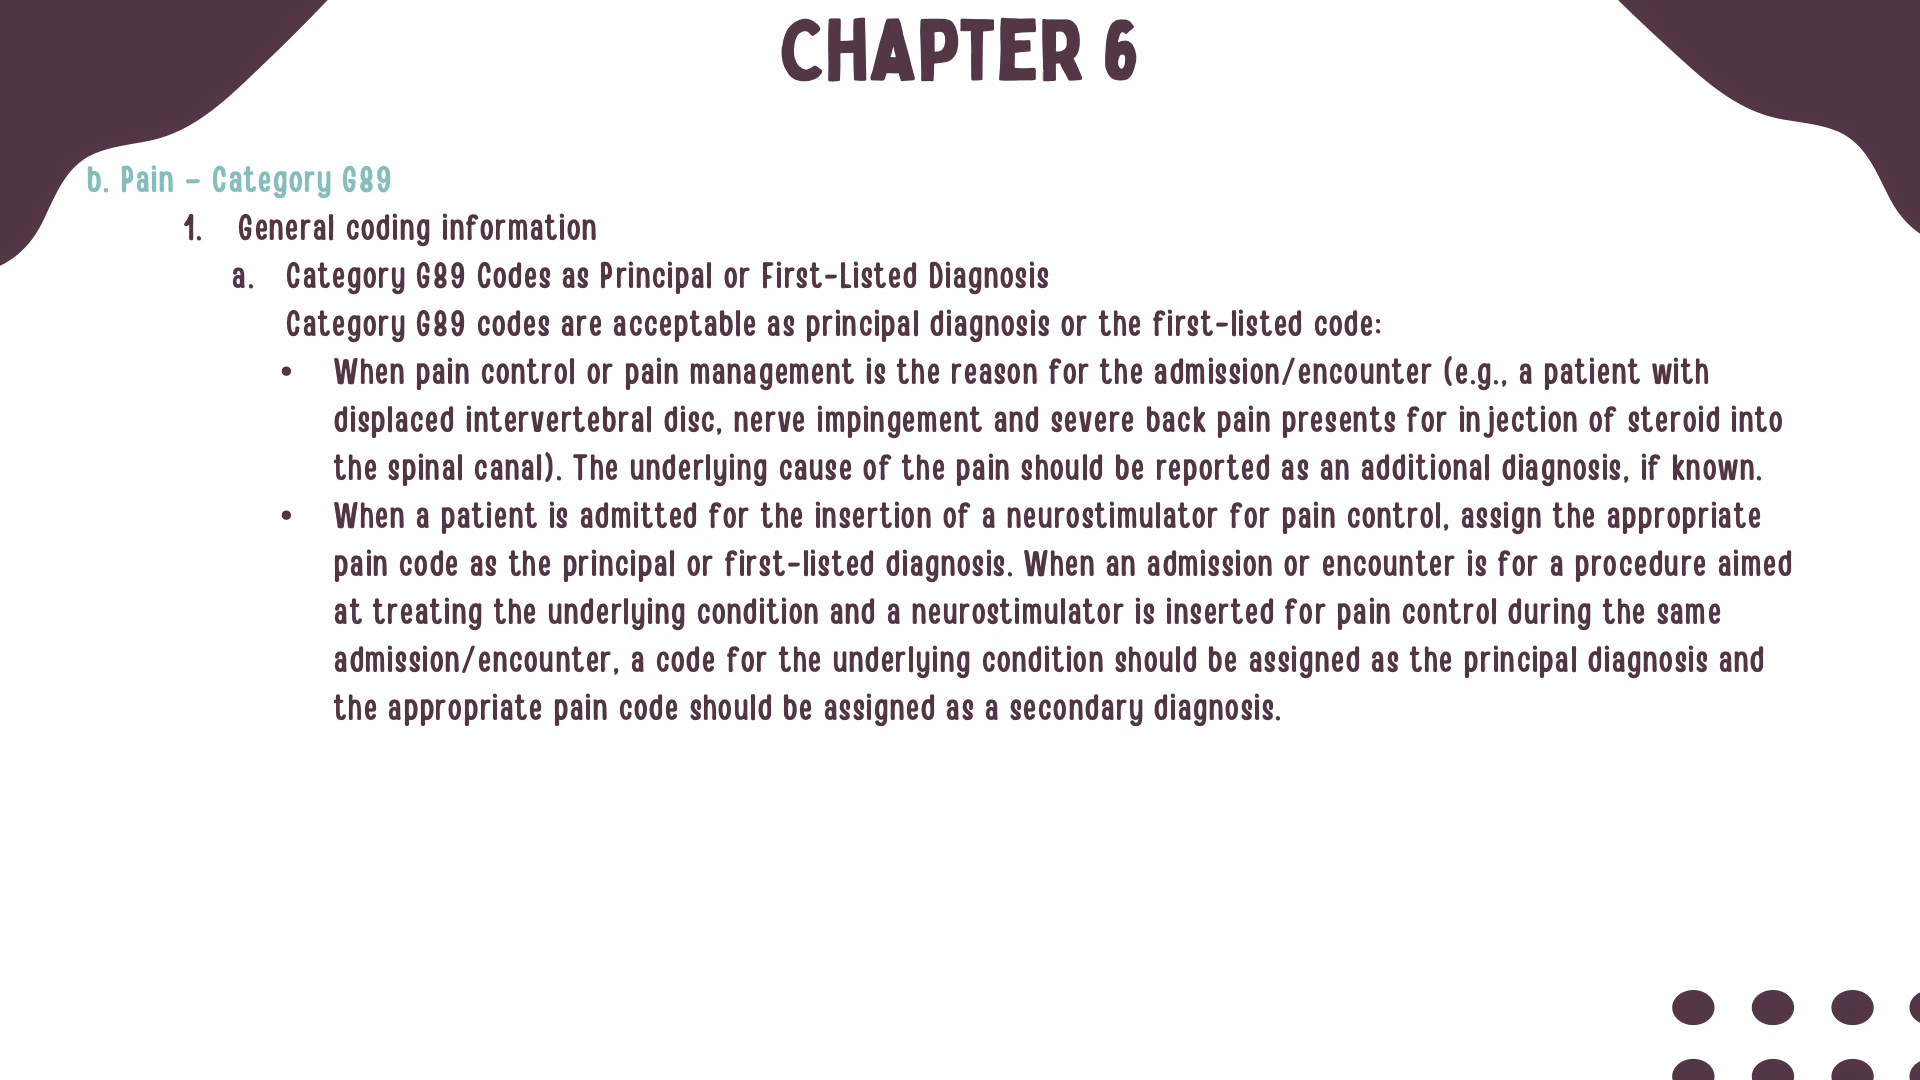 CHAPTER 6
b. Pain – Category G89
1. General coding information
a. Category G89 Codes as Principal or First-Listed Diagnosis
Category G89 codes are acceptable as principal diagnosis or the first-listed code:
• When pain control or pain management is the reason for the admission/encounter (e.g., a patient with
displaced intervertebral disc, nerve impingement and severe back pain presents for injection of steroid into
the spinal canal). The underlying cause of the pain should be reported as an additional diagnosis, if known.
• When a patient is admitted for the insertion of a neurostimulator for pain control, assign the appropriate
pain code as the principal or first-listed diagnosis. When an admission or encounter is for a procedure aimed
at treating the underlying condition and a neurostimulator is inserted for pain control during the same
admission/encounter, a code for the underlying condition should be assigned as the principal diagnosis and
the appropriate pain code should be assigned as a secondary diagnosis.